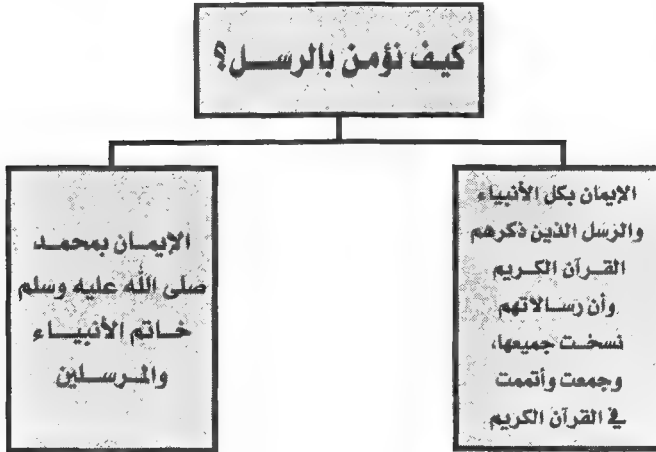 كيف نؤمن بالرسل؟
الإيمان بكل الأنبياء
والرسل الذين ذكرهم
القرآن الكريم
وأن رسالاتهم
نسخت جميعها،
وجمعت وأتممت
في القرآن الكريم
الإيمان بمحمد
صلى الله عليه وسلم
خاتم الأنبياء
والمرسلين